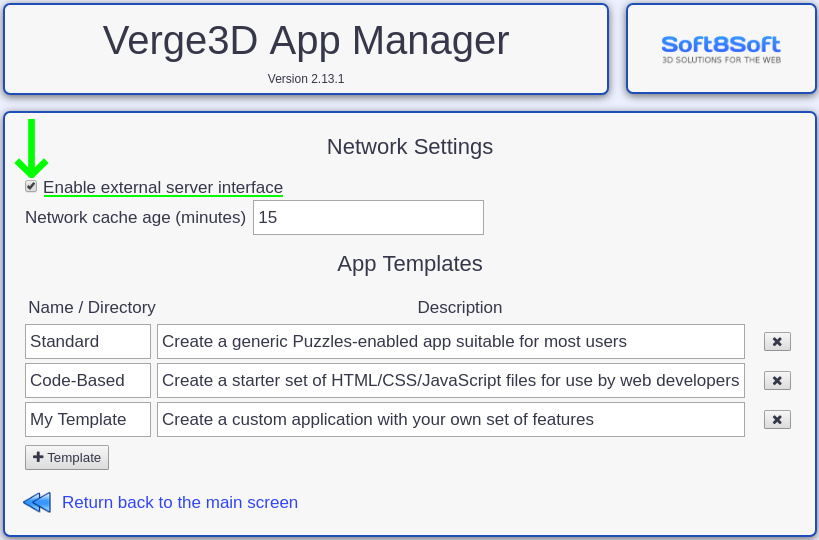 Verge3D App Manager
Version 2.13.1
Soft8Soft
3D SOLUTIONS FOR THE WEB
Network Settings
Enable external server interface
Network cache age (minutes) 15
App Templates
Name / Directory Description
Standard Create a generic Puzzles-enabled app suitable for most users
Code-Based Create a starter set of HTML/CSS/JavaScript files for use by web developers
My Template Create a custom application with your own set of features
Template
Return back to the main screen